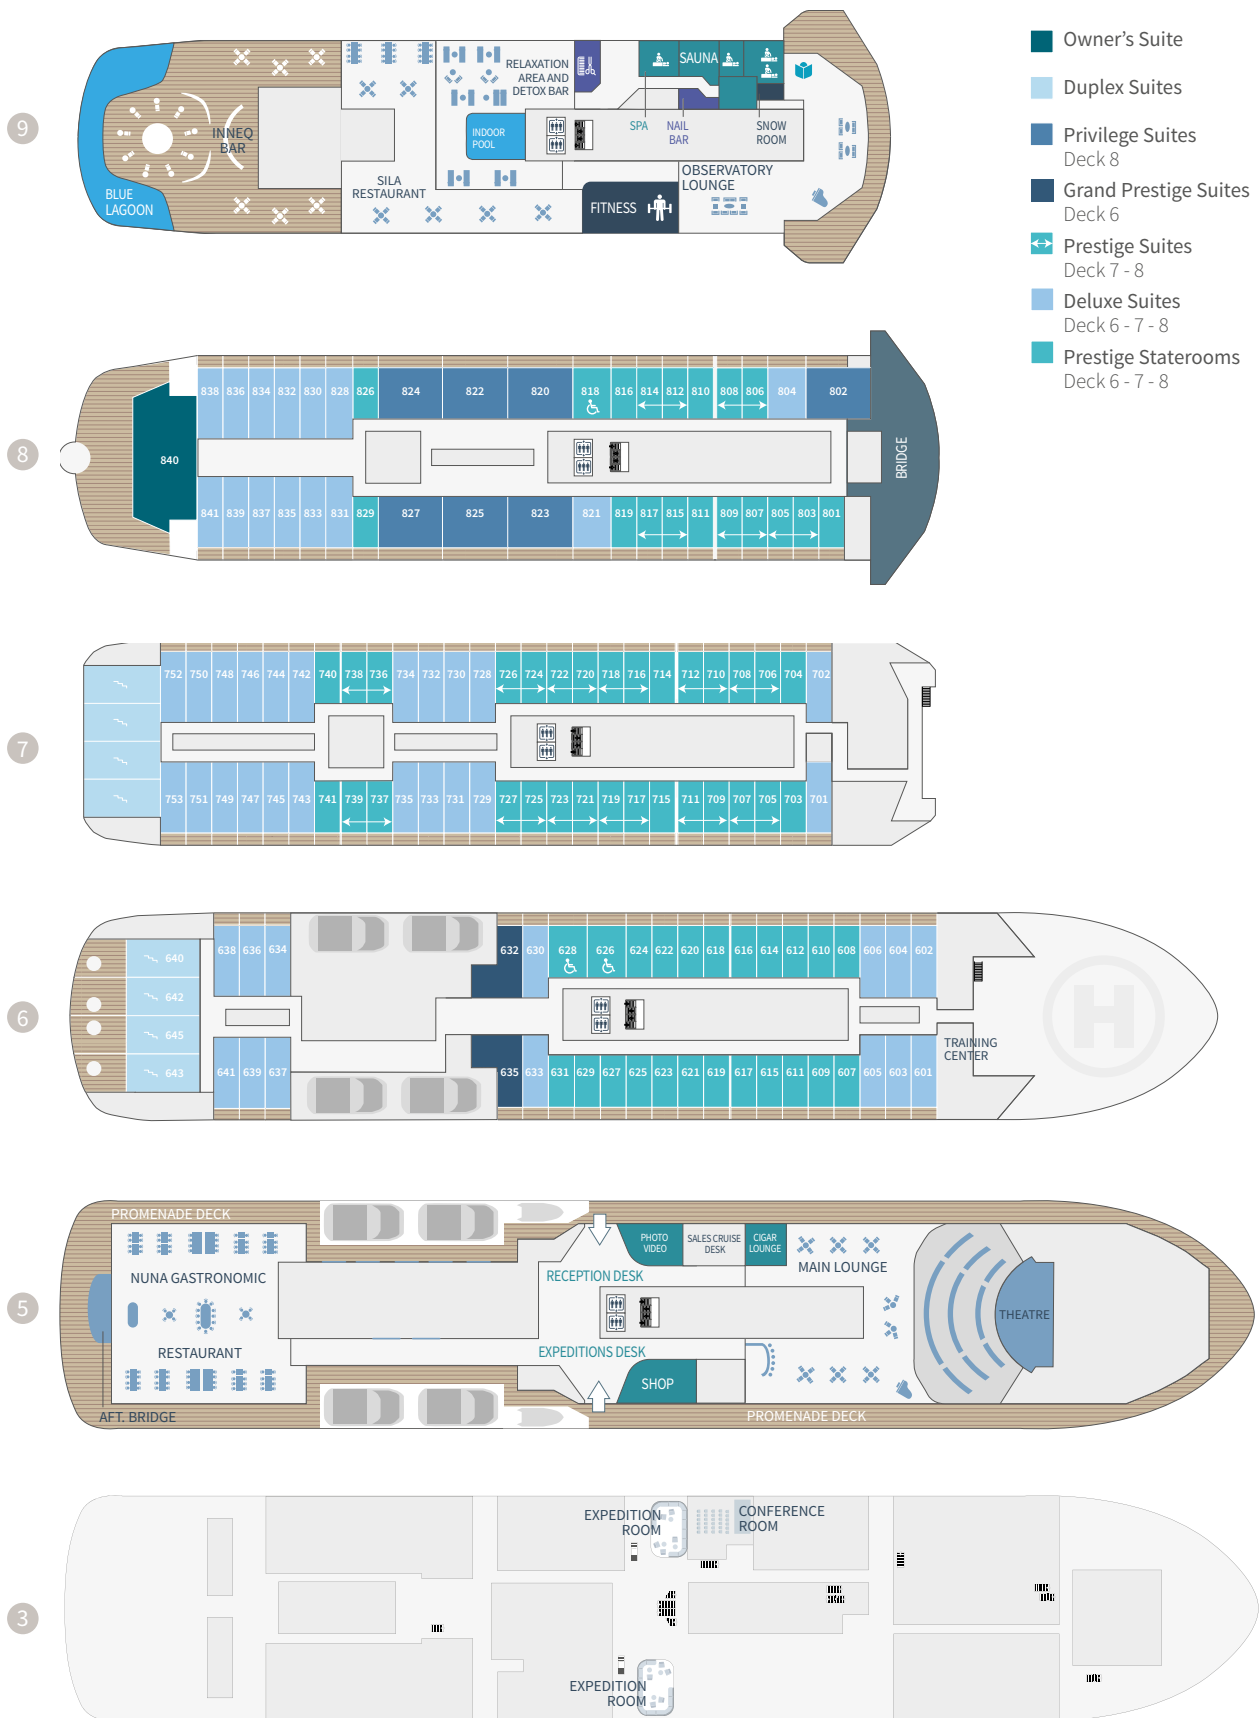 Owner's Suite
Duplex Suites
Privilege Suites
Deck 8
Grand Prestige Suites
Deck 6
Prestige Suites
Deck 7 - 8
Deluxe Suites
Deck 6 - 7 - 8
Prestige Staterooms
Deck 6 - 7 - 8
9
BLUE
LAGOON
INNEQ
BAR
SILA
RESTAURANT
RELAXATION
AREA AND
DETOX BAR
INDOOR
POOL
SAUNA
SPA
NAIL
BAR
SNOW
ROOM
OBSERVATORY
LOUNGE
FITNESS
8
838 836 834 832 830 828 826 824 822 820 818 816 814 812 810 808 806 804 802
840
BRIDGE
841 839 837 835 833 831 829 827 825 823 821 819 817 815 811 809 807 805 803 801
7
752 750 748 746 744 742 740 738 736 734 732 730 728 726 724 722 720 718 716 714 712 710 708 706 704 702
753 751 749 747 745 743 741 739 737 735 733 731 729 727 725 723 721 719 717 715 711 709 707 705 703 701
6
638 636 634 632 630 628 626 624 622 620 618 616 614 612 610 608 606 604 602
640
642
645
643
H
TRAINING
CENTER
641 639 637 635 633 631 629 627 625 623 621 619 617 615 611 609 607 605 603 601
5
PROMENADE DECK
NUNA GASTRONOMIC
RESTAURANT
AFT. BRIDGE
PHOTO
VIDEO
SALES CRUISE
DESK
CIGAR
LOUNGE
RECEPTION DESK
MAIN LOUNGE
THEATRE
EXPEDITIONS DESK
SHOP
PROMENADE DECK
3
EXPEDITION
ROOM
CONFERENCE
ROOM
EXPEDITION
ROOM